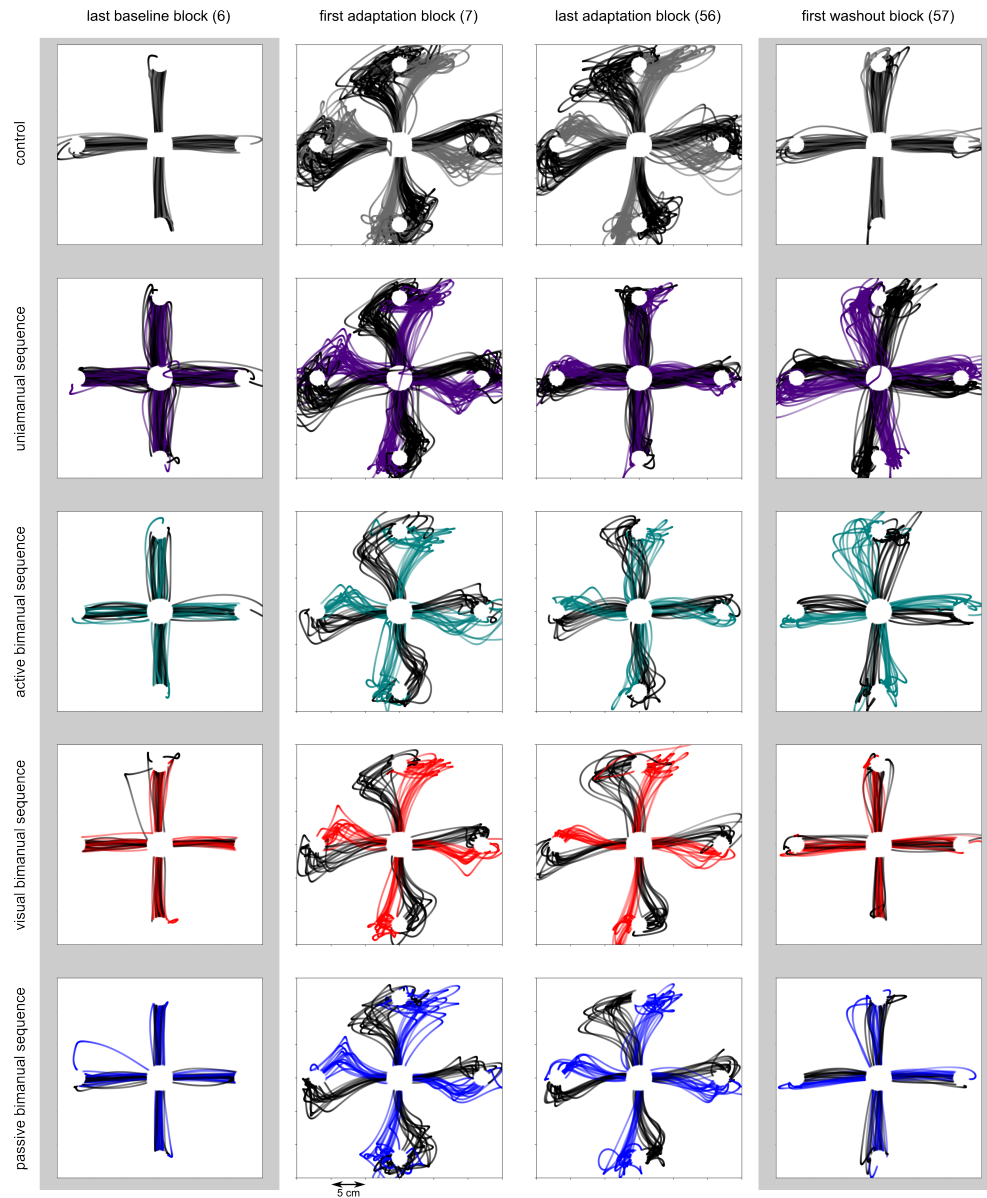 last baseline block (6)
first adaptation block (7)
last adaptation block (56)
first washout block (57)
control
uniamanual sequence
active bimanual sequence
visual bimanual sequence
passive bimanual sequence
5 cm